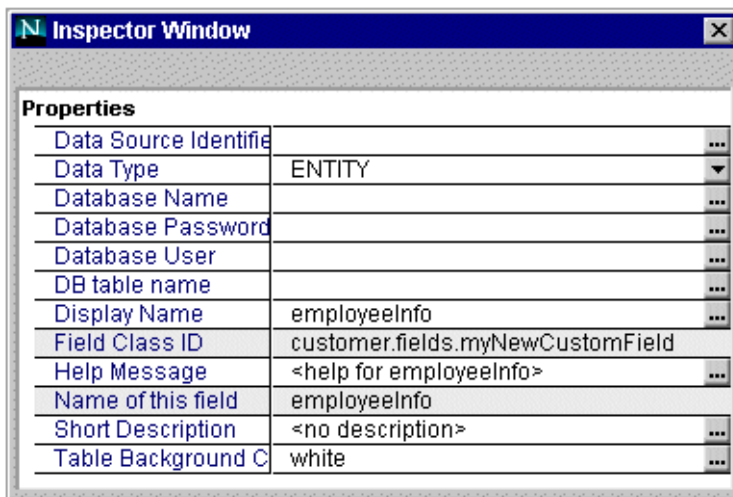 N Inspector Window
Properties
Data Source Identifie
Data Type ENTITY
Database Name
Database Password
Database User
DB table name
Display Name employeeInfo
Field Class ID customer.fields.myNewCustomField
Help Message <help for employeeInfo>
Name of this field employeeInfo
Short Description <no description>
Table Background C white